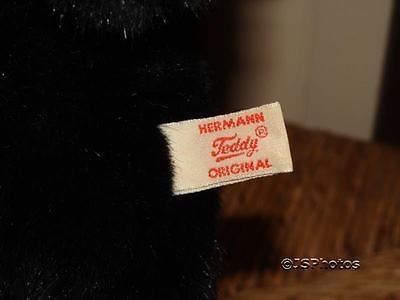 HERMANN
Teddy ®
ORIGINAL
©JSPhotos